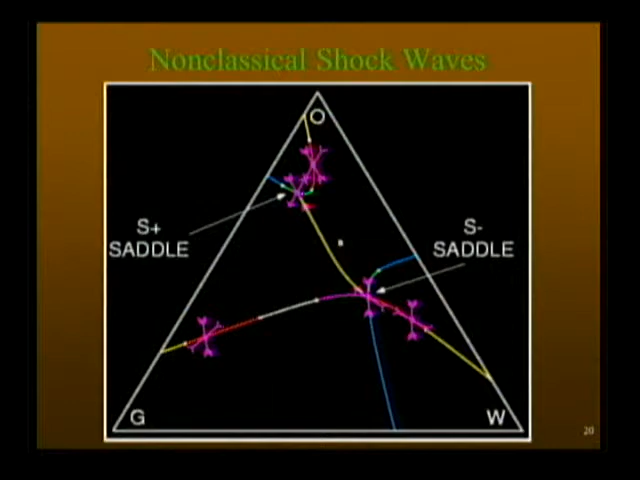 Nonclassical Shock Waves
O
S+
SADDLE
S-
SADDLE
G
W
20